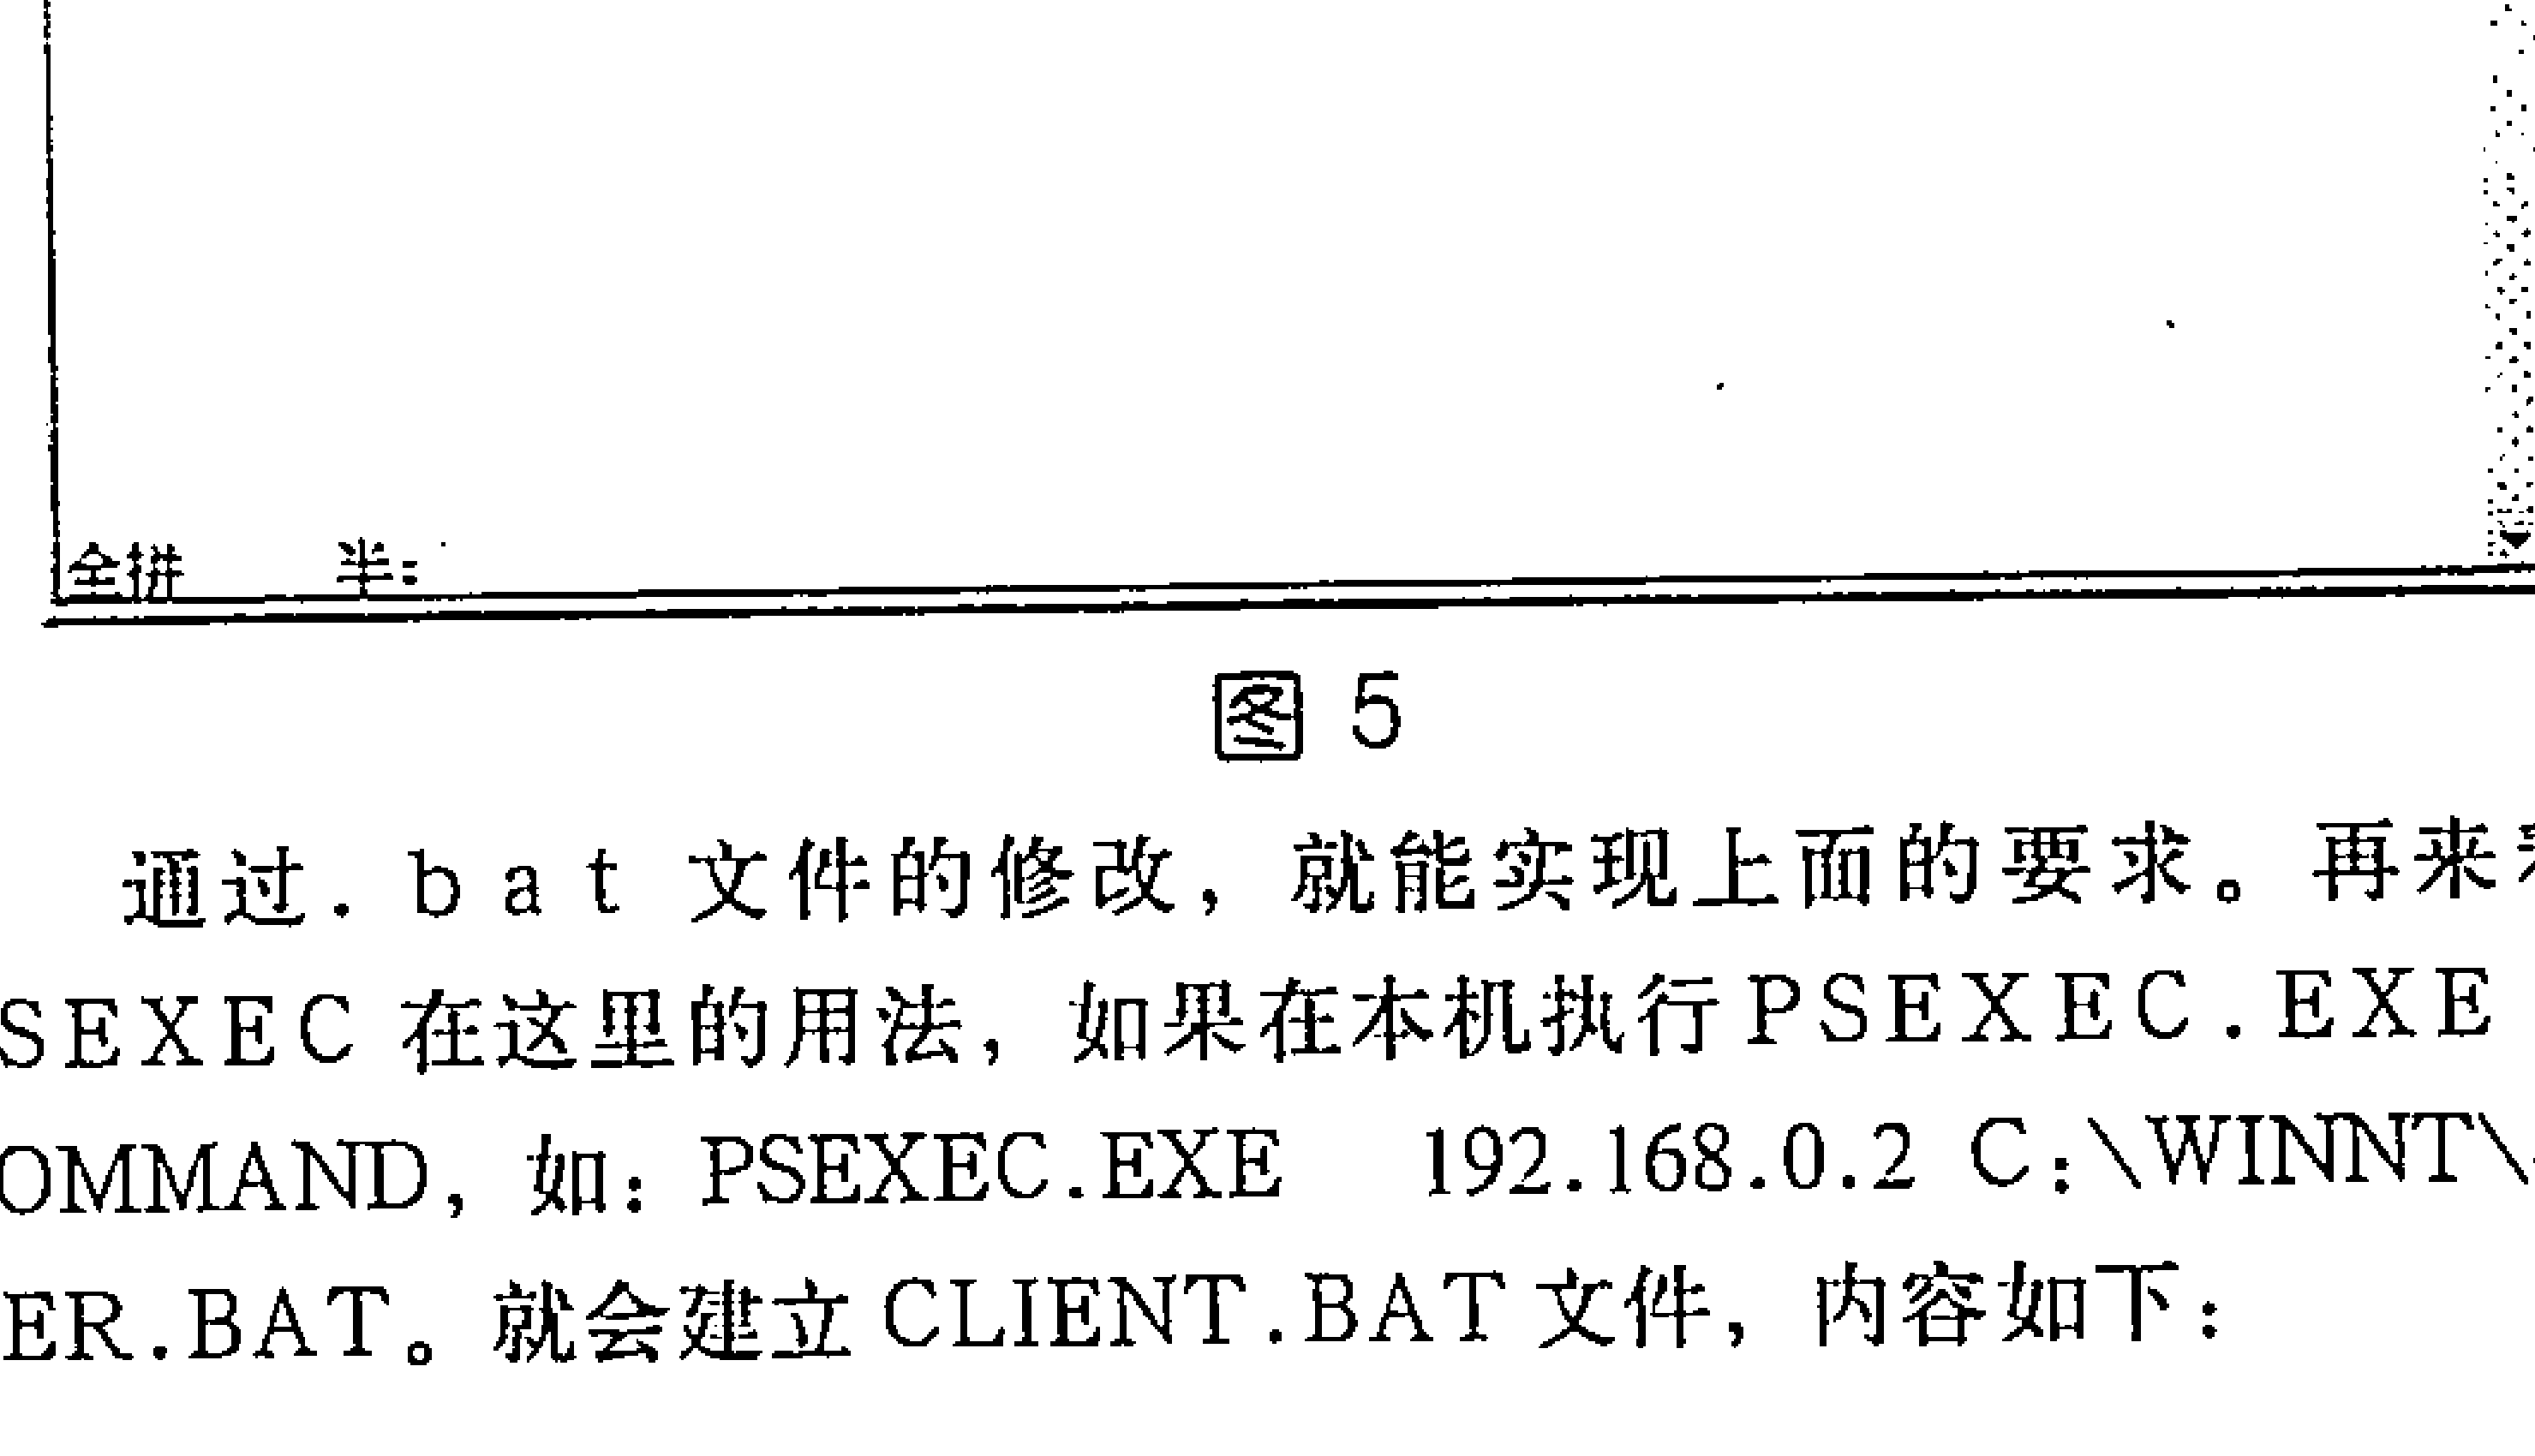 全拼 半:
图 5
通过.bat 文件的修改，就能实现上面的要求。再来
SEXEC 在这里的用法，如果在本机执行 PSEXEC.EXE
OMMAND，如：PSEXEC.EXE 192.168.0.2 C:\WINNT\
ER.BAT。就会建立 CLIENT.BAT 文件，内容如下：